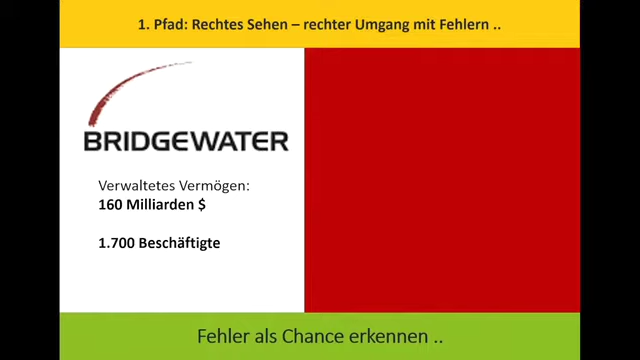 1. Pfad: Rechtes Sehen – rechter Umgang mit Fehlern ..
BRIDGEWATER
Verwaltetes Vermögen:
160 Milliarden $
1.700 Beschäftigte
Fehler als Chance erkennen ..